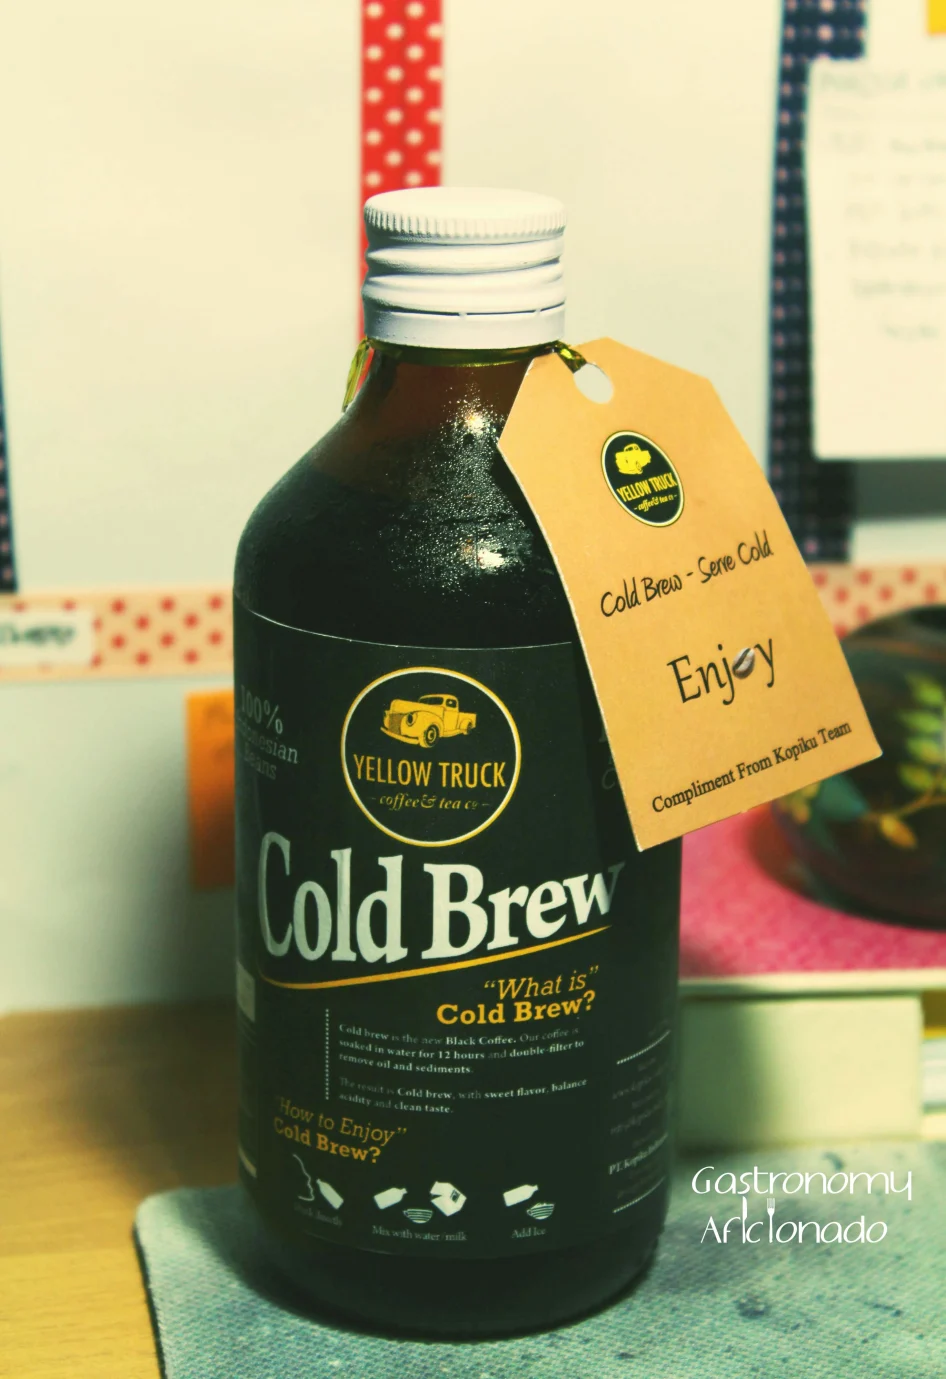 YELLOW TRUCK
- coffee & tea co -
Cold Brew - Serve Cold
Enjoy
Compliment From Kopiku Team
100%
Beans
YELLOW TRUCK
- coffee & tea co -
Cold Brew
"What is"
Cold Brew?
Cold brew is the new Black Coffee. Our coffee is
soaked in water for 12 hours and double-filter to
remove oil and sediments.
The result is Cold brew, with sweet flavor, balance
acidity and clean taste.
"How to Enjoy"
Cold Brew?
Mix with water/milk
Add Ice
PT. Kopiku
Gastronomy
Aficionado